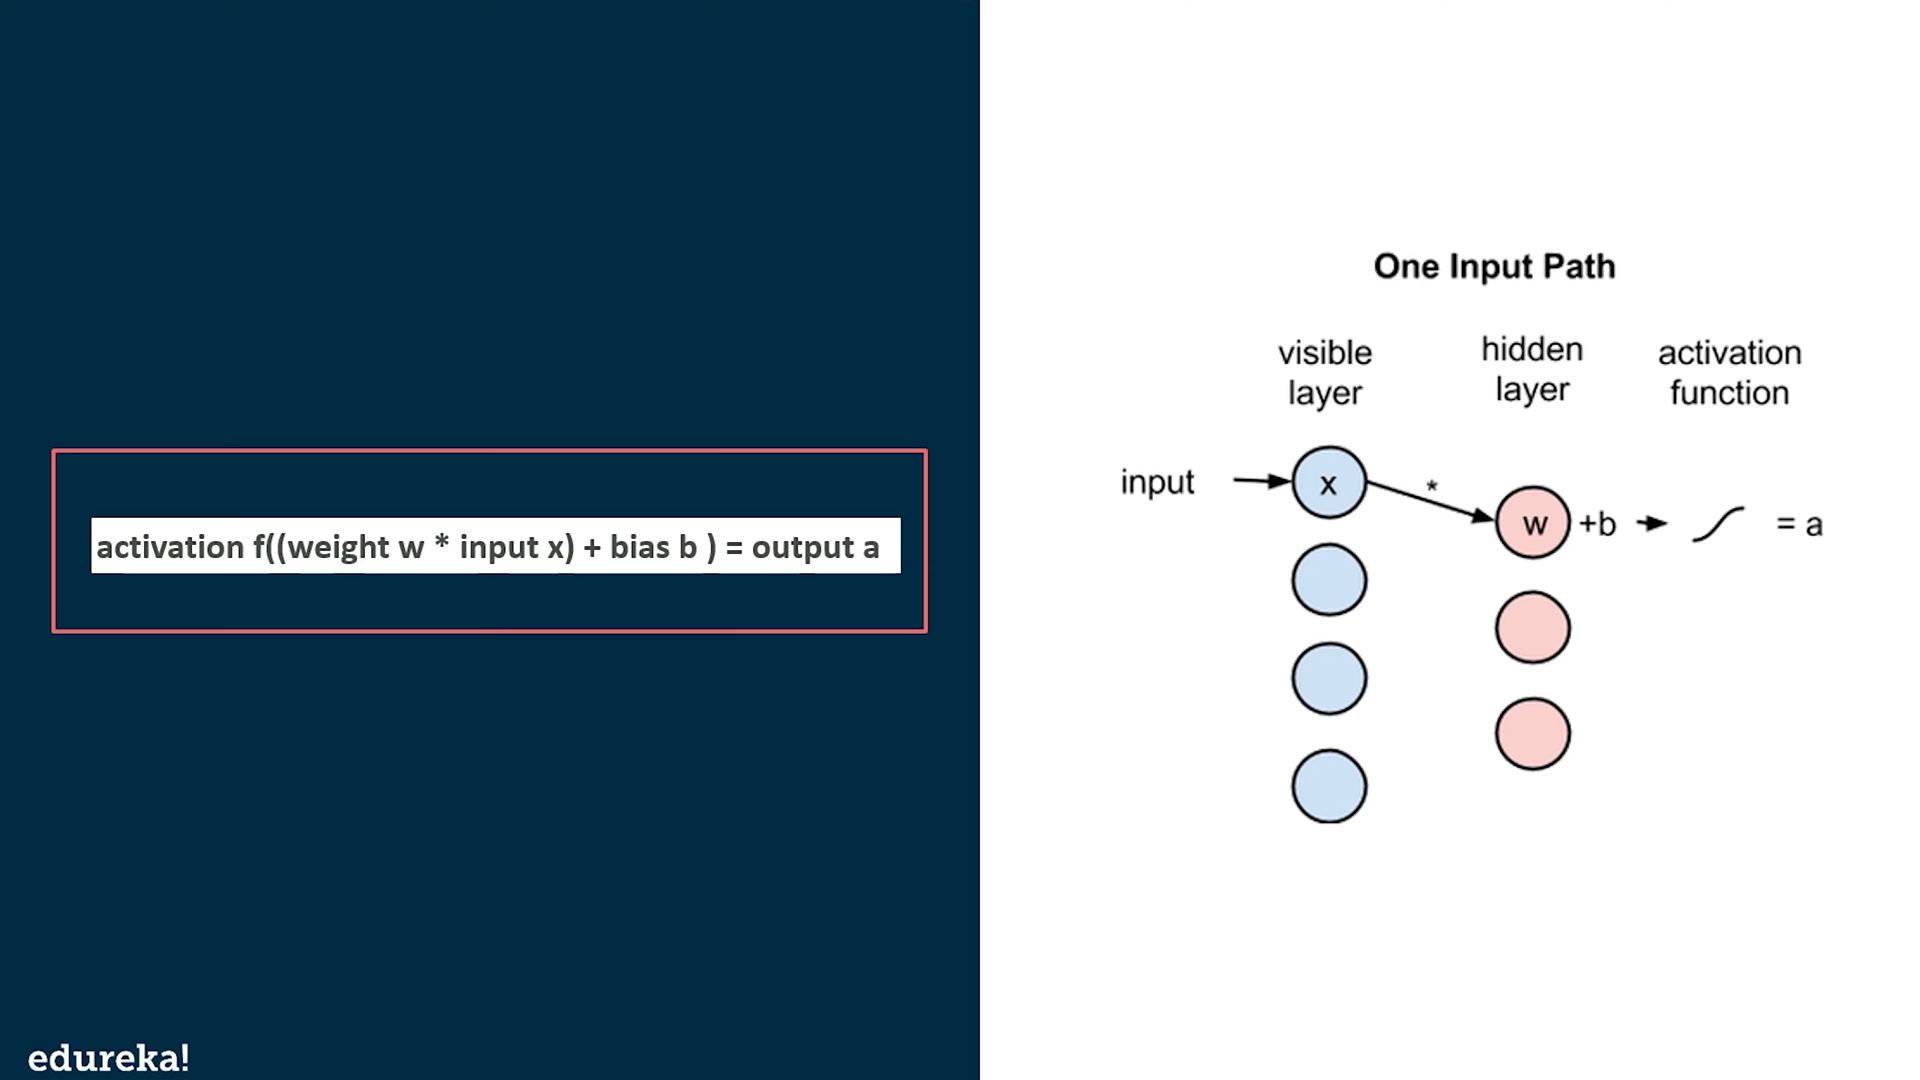 activation f((weight w * input x) + bias b ) = output a
edureka!
One Input Path
visible
layer
hidden
layer
activation
function
input
x
*
w
+b
= a